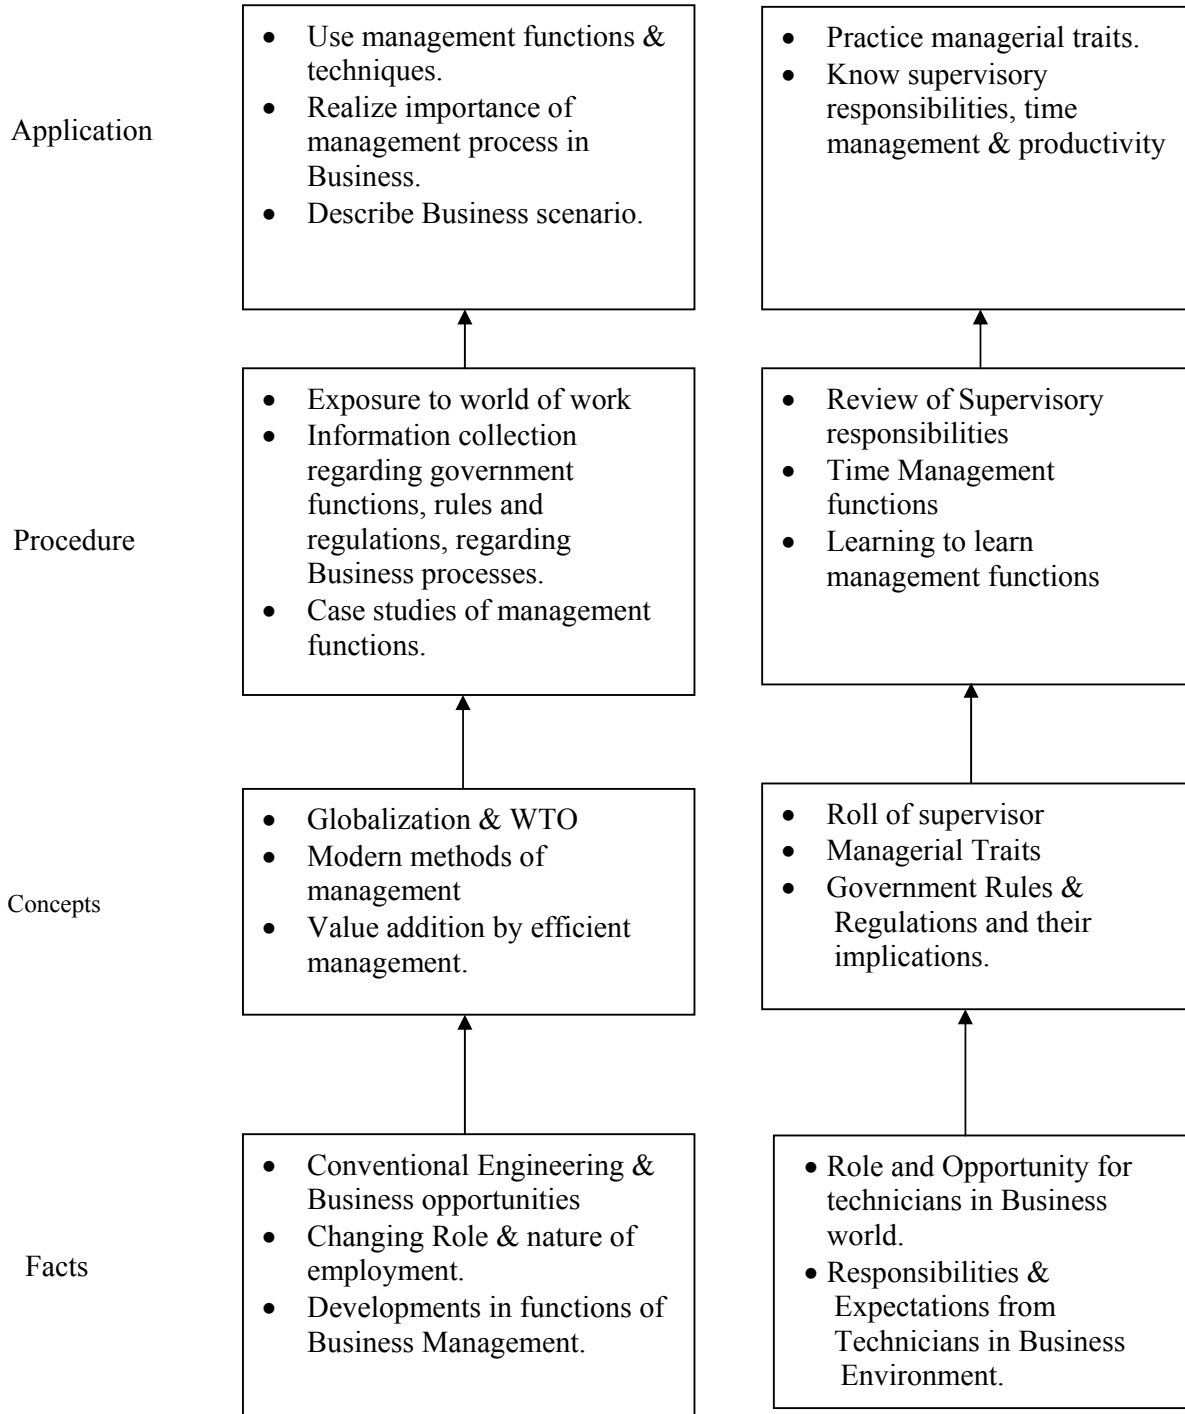 Application
• Use management functions &
techniques.
• Realize importance of
management process in
Business.
• Describe Business scenario.
• Practice managerial traits.
• Know supervisory
responsibilities, time
management & productivity
Procedure
• Exposure to world of work
• Information collection
regarding government
functions, rules and
regulations, regarding
Business processes.
• Case studies of management
functions.
• Review of Supervisory
responsibilities
• Time Management
functions
• Learning to learn
management functions
Concepts
• Globalization & WTO
• Modern methods of
management
• Value addition by efficient
management.
• Roll of supervisor
• Managerial Traits
• Government Rules &
Regulations and their
implications.
Facts
• Conventional Engineering &
Business opportunities
• Changing Role & nature of
employment.
• Developments in functions of
Business Management.
• Role and Opportunity for
technicians in Business
world.
• Responsibilities &
Expectations from
Technicians in Business
Environment.